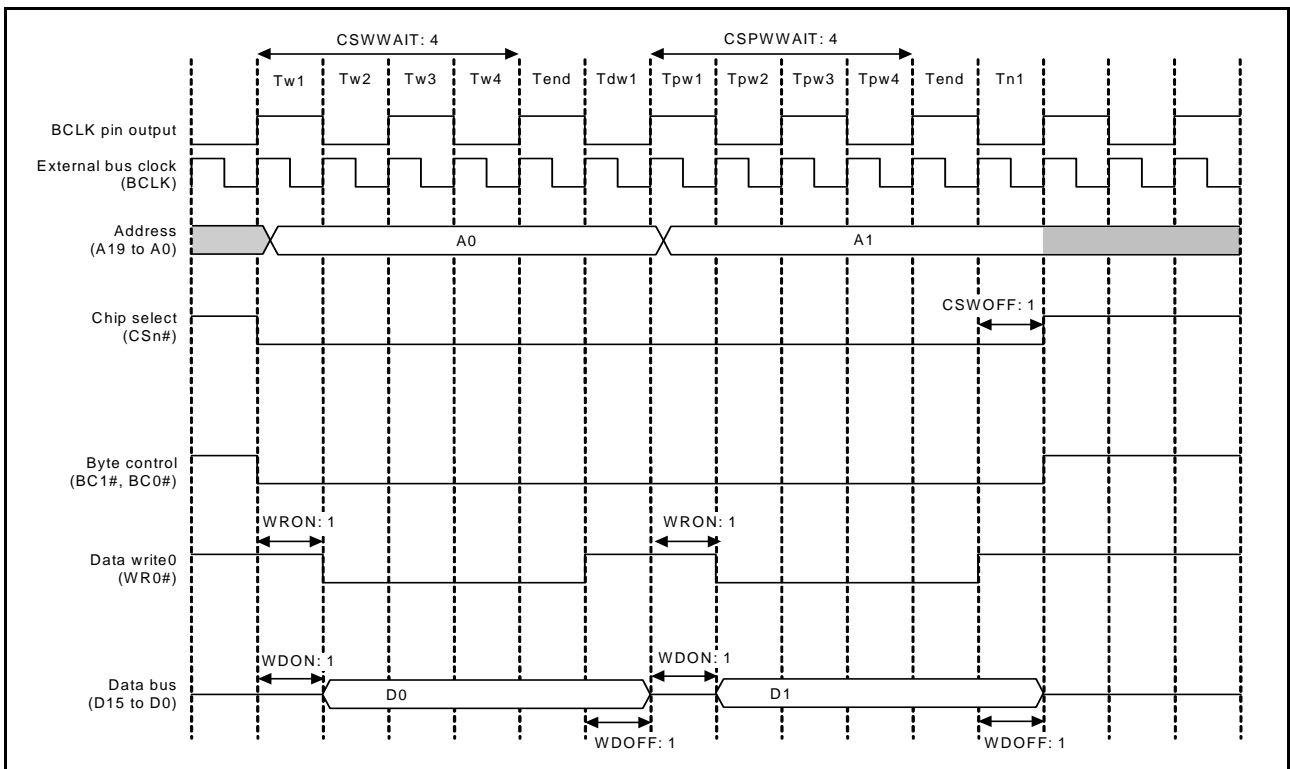 CSWWAIT: 4
CSPWWAIT: 4
Tw1 Tw2 Tw3 Tw4 Tend Tdw1 Tpw1 Tpw2 Tpw3 Tpw4 Tend Tn1
BCLK pin output
External bus clock
(BCLK)
Address
(A19 to A0)
A0
A1
CSWOFF: 1
Chip select
(CSn#)
Byte control
(BC1#, BC0#)
WRON: 1
WRON: 1
Data write0
(WR0#)
WDON: 1
WDON: 1
Data bus
(D15 to D0)
D0
D1
WDOFF: 1
WDOFF: 1